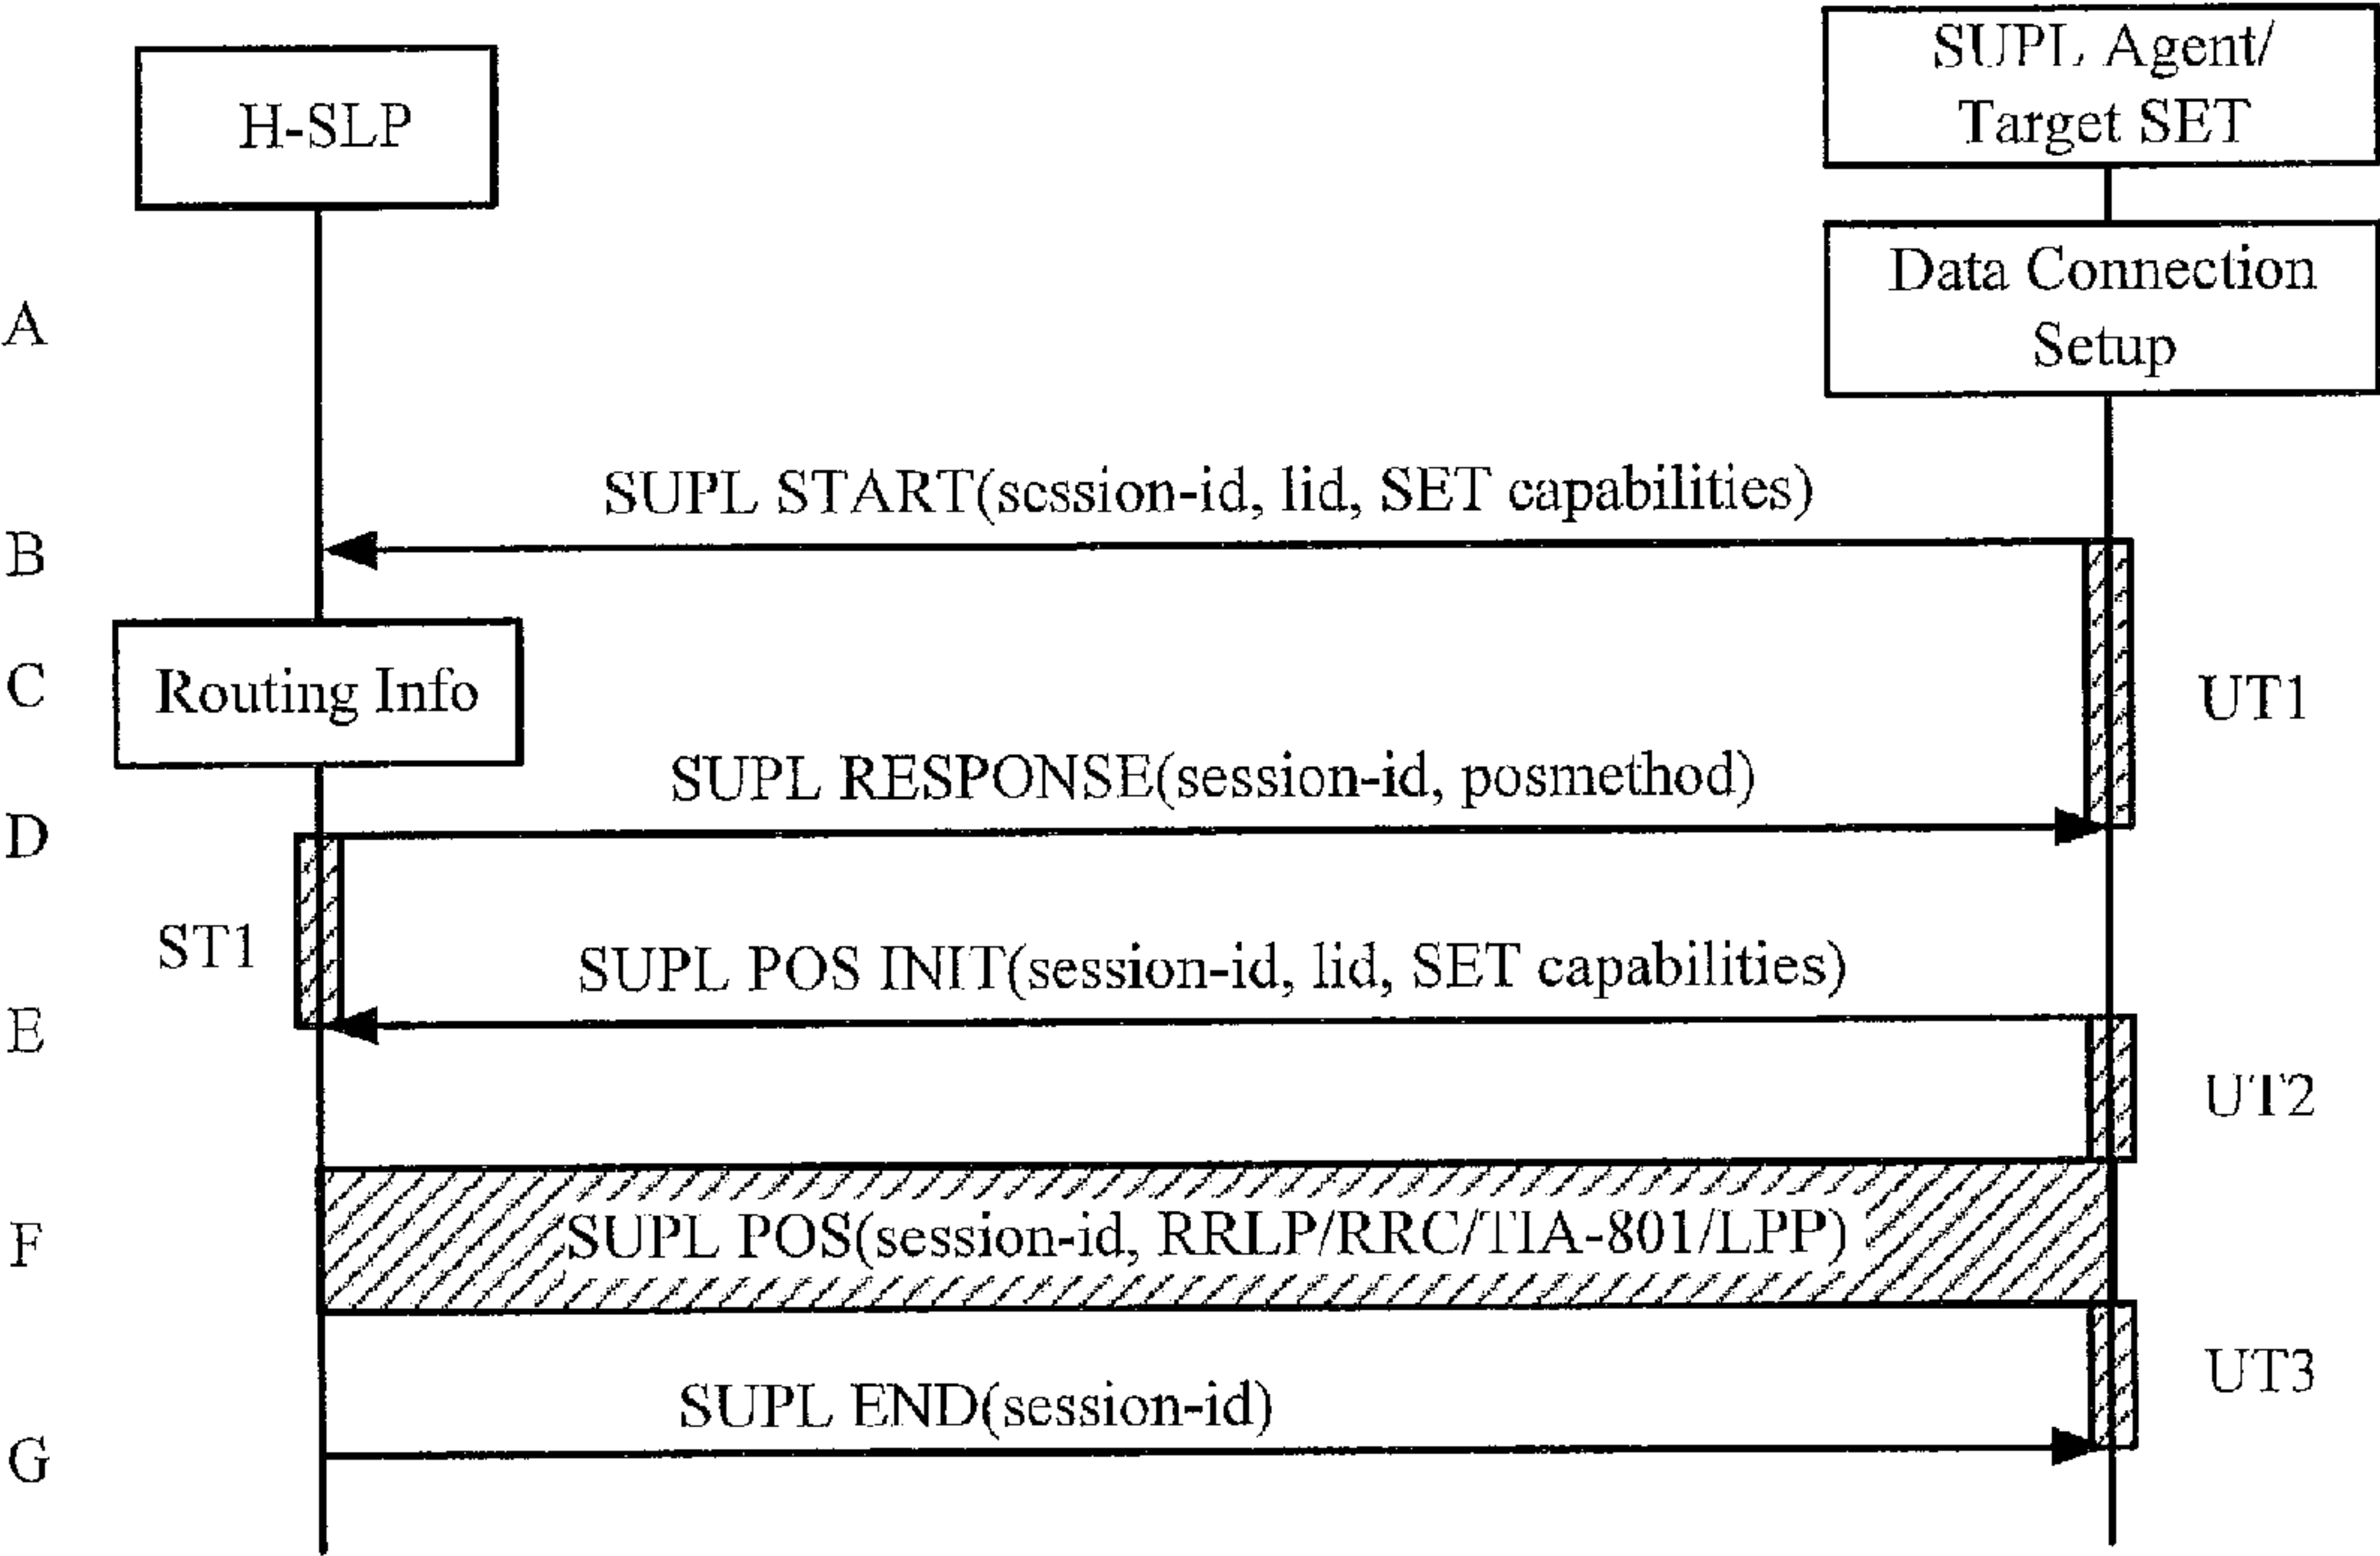 H-SLP
SUPL Agent/
Target SET
A
Data Connection
Setup
SUPL START(session-id, lid, SET capabilities)
B
C
Routing Info
UT1
SUPL RESPONSE(session-id, posmethod)
D
ST1
SUPL POS INIT(session-id, lid, SET capabilities)
E
UT2
F
SUPL POS(session-id, RRLP/RRC/TIA-801/LPP)
UT3
SUPL END(session-id)
G